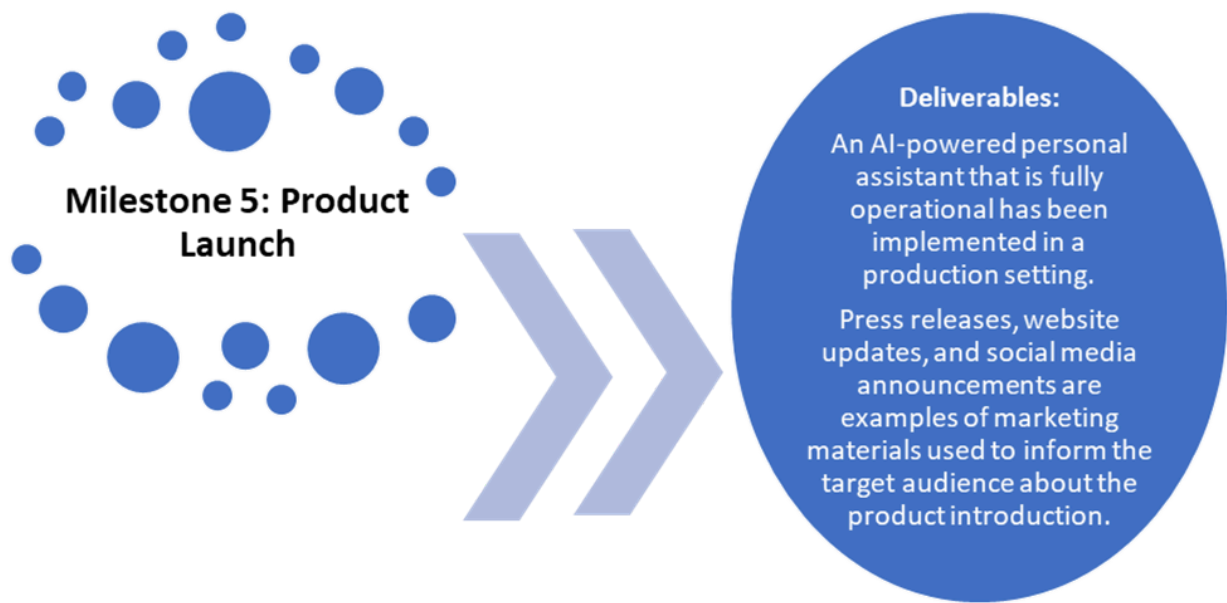 Milestone 5: Product
Launch
Deliverables:
An AI-powered personal
assistant that is fully
operational has been
implemented in a
production setting.
Press releases, website
updates, and social media
announcements are
examples of marketing
materials used to inform the
target audience about the
product introduction.